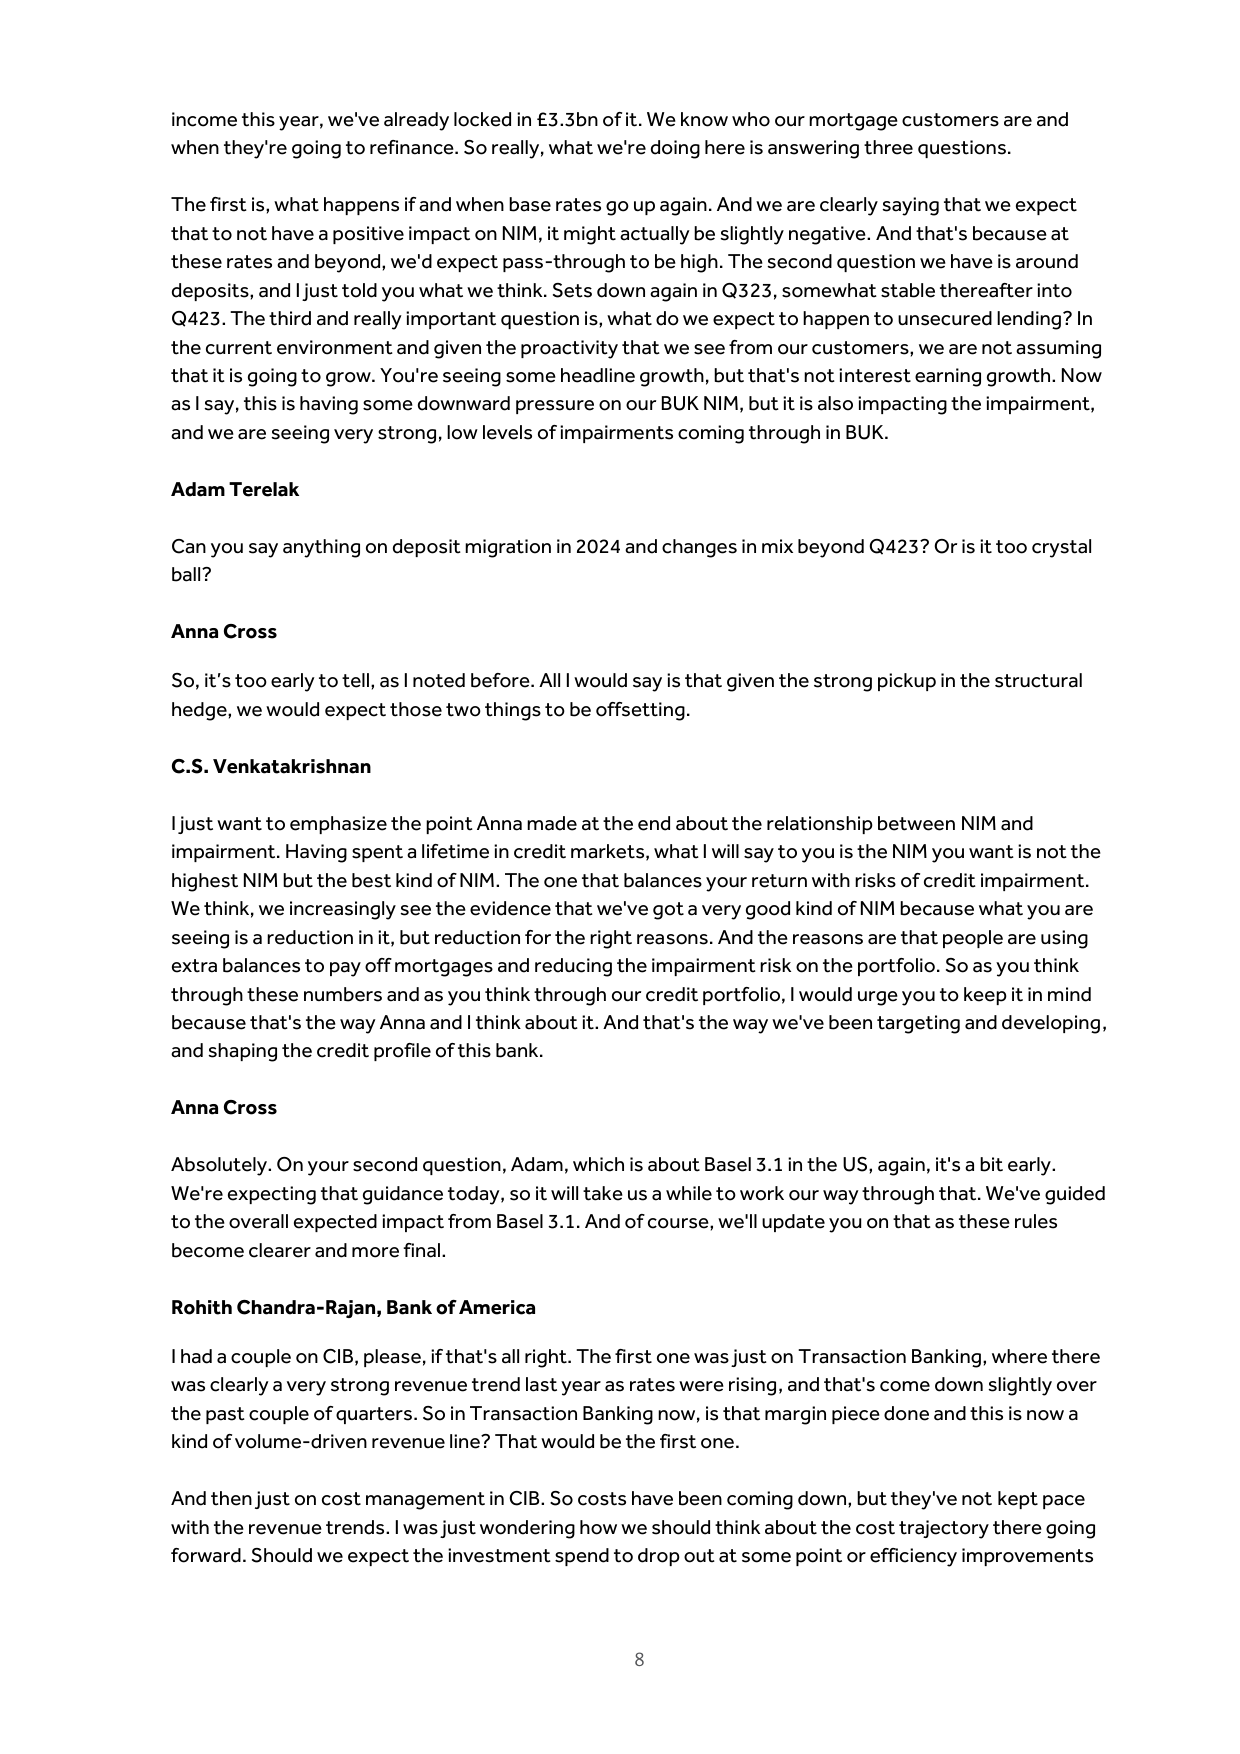 income this year, we've already locked in £3.3bn of it. We know who our mortgage customers are and
when they're going to refinance. So really, what we're doing here is answering three questions.
The first is, what happens if and when base rates go up again. And we are clearly saying that we expect
that to not have a positive impact on NIM, it might actually be slightly negative. And that's because at
these rates and beyond, we'd expect pass-through to be high. The second question we have is around
deposits, and I just told you what we think. Sets down again in Q323, somewhat stable thereafter into
Q423. The third and really important question is, what do we expect to happen to unsecured lending? In
the current environment and given the proactivity that we see from our customers, we are not assuming
that it is going to grow. You're seeing some headline growth, but that's not interest earning growth. Now
as I say, this is having some downward pressure on our BUK NIM, but it is also impacting the impairment,
and we are seeing very strong, low levels of impairments coming through in BUK.
Adam Terelak
Can you say anything on deposit migration in 2024 and changes in mix beyond Q423? Or is it too crystal
ball?
Anna Cross
So, it’s too early to tell, as I noted before. All I would say is that given the strong pickup in the structural
hedge, we would expect those two things to be offsetting.
C.S. Venkatakrishnan
I just want to emphasize the point Anna made at the end about the relationship between NIM and
impairment. Having spent a lifetime in credit markets, what I will say to you is the NIM you want is not the
highest NIM but the best kind of NIM. The one that balances your return with risks of credit impairment.
We think, we increasingly see the evidence that we've got a very good kind of NIM because what you are
seeing is a reduction in it, but reduction for the right reasons. And the reasons are that people are using
extra balances to pay off mortgages and reducing the impairment risk on the portfolio. So as you think
through these numbers and as you think through our credit portfolio, I would urge you to keep it in mind
because that's the way Anna and I think about it. And that's the way we've been targeting and developing,
and shaping the credit profile of this bank.
Anna Cross
Absolutely. On your second question, Adam, which is about Basel 3.1 in the US, again, it's a bit early.
We're expecting that guidance today, so it will take us a while to work our way through that. We've guided
to the overall expected impact from Basel 3.1. And of course, we'll update you on that as these rules
become clearer and more final.
Rohith Chandra-Rajan, Bank of America
I had a couple on CIB, please, if that's all right. The first one was just on Transaction Banking, where there
was clearly a very strong revenue trend last year as rates were rising, and that's come down slightly over
the past couple of quarters. So in Transaction Banking now, is that margin piece done and this is now a
kind of volume-driven revenue line? That would be the first one.
And then just on cost management in CIB. So costs have been coming down, but they've not kept pace
with the revenue trends. I was just wondering how we should think about the cost trajectory there going
forward. Should we expect the investment spend to drop out at some point or efficiency improvements
8